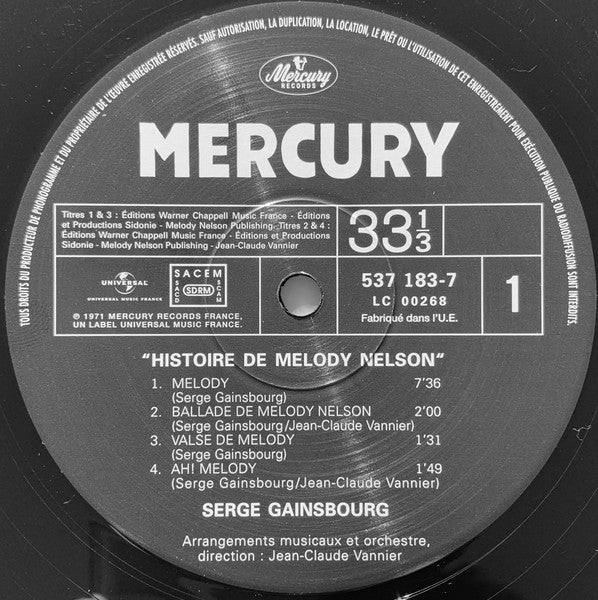 TOUS DROITS DU PRODUCTEUR DE PHONOGRAMME ET DU PROPRIÉTAIRE DE L'ŒUVRE ENREGISTRÉE RÉSERVÉS. SAUF AUTORISATION, LA DUPLICATION, LA LOCATION, LE PRÊT OU L'UTILISATION DE CET ENREGISTREMENT POUR EXÉCUTION PUBLIQUE OU RADIODIFFUSION SONT INTERDITS.
Mercury
RECORDS
MERCURY
Titres 1 & 3 : Éditions Warner Chappell Music France - Éditions
et Productions Sidonie - Melody Nelson Publishing. Titres 2 & 4 :
Éditions Warner Chappell Music France - Éditions et Productions
Sidonie - Melody Nelson Publishing - Jean-Claude Vannier
33 1/3
UNIVERSAL
UNIVERSAL MUSIC FRANCE
SACEM
SACD
SDRM
SCAM
℗ 1971 MERCURY RECORDS FRANCE,
UN LABEL UNIVERSAL MUSIC FRANCE.
537 183-7
LC 00268
Fabriqué dans l'U.E.
1
"HISTOIRE DE MELODY NELSON"
1. MELODY 7'36
(Serge Gainsbourg)
2. BALLADE DE MELODY NELSON 2'00
(Serge Gainsbourg/Jean-Claude Vannier)
3. VALSE DE MELODY 1'31
(Serge Gainsbourg)
4. AH! MELODY 1'49
(Serge Gainsbourg/Jean-Claude Vannier)
SERGE GAINSBOURG
Arrangements musicaux et orchestre,
direction : Jean-Claude Vannier